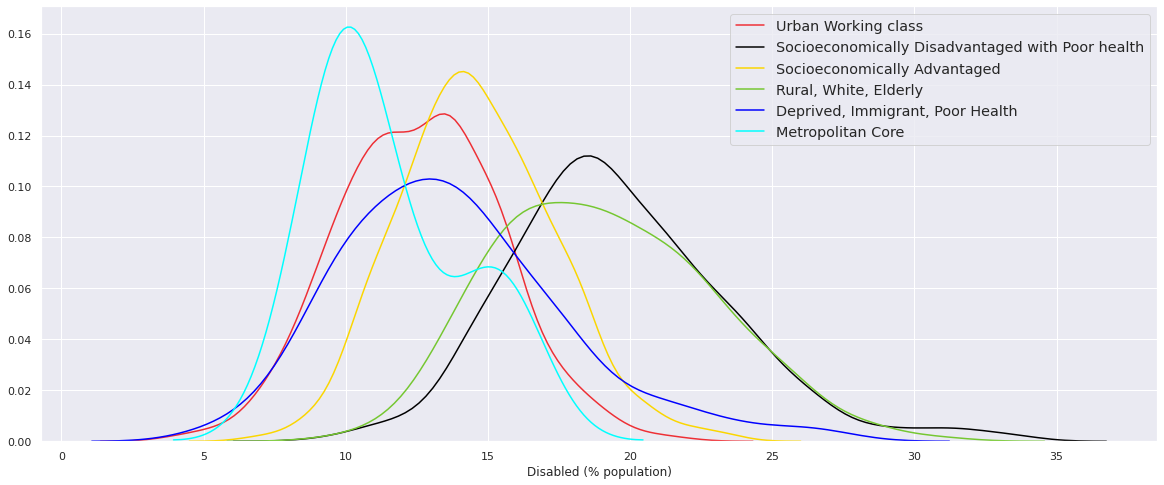 0.16
0.14
0.12
0.10
0.08
0.06
0.04
0.02
0.00
Urban Working class
Socioeconomically Disadvantaged with Poor health
Socioeconomically Advantaged
Rural, White, Elderly
Deprived, Immigrant, Poor Health
Metropolitan Core
0 5 10 15 20 25 30 35
Disabled (% population)